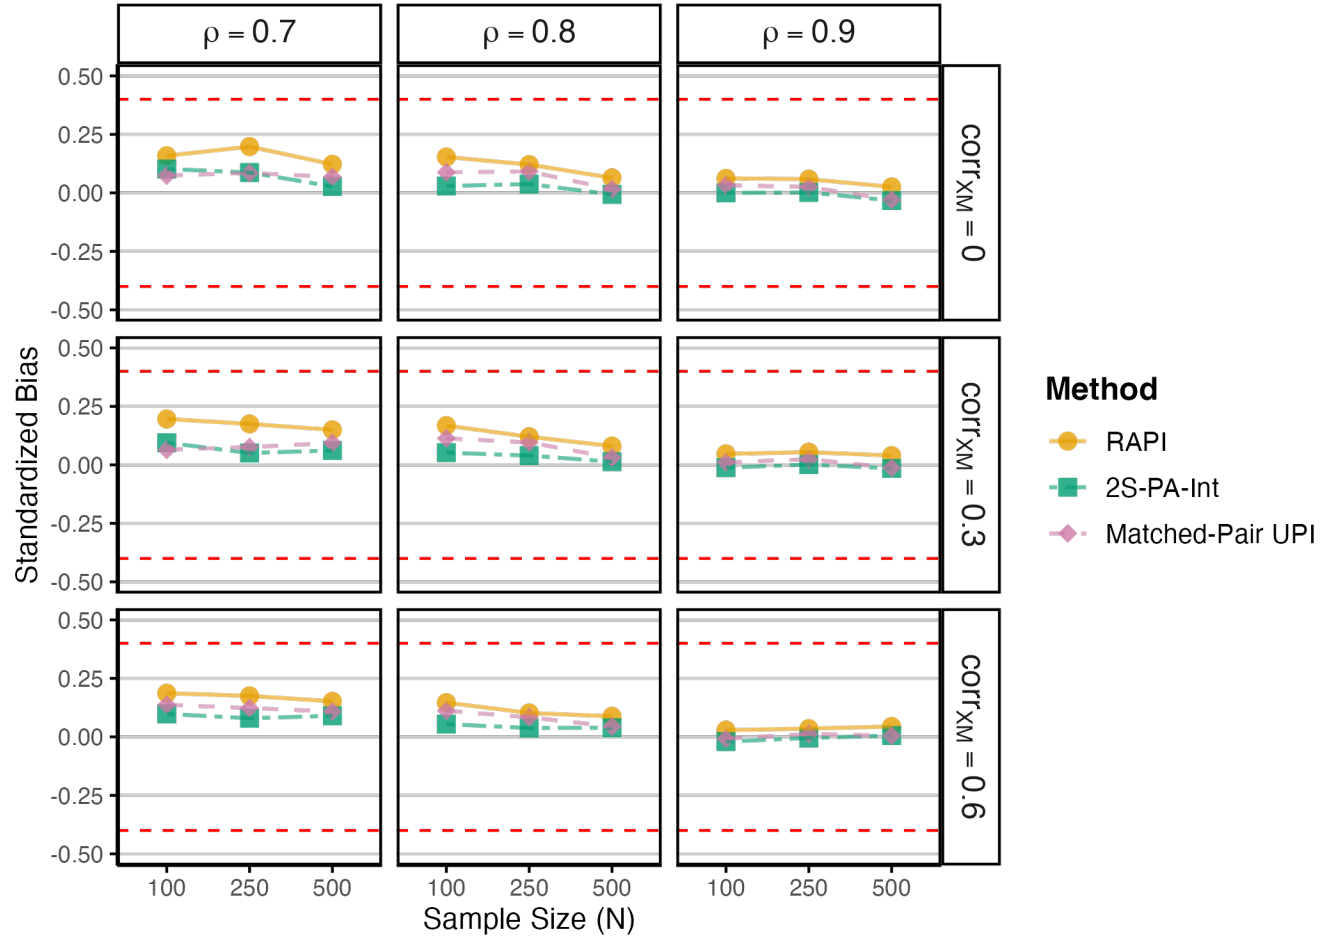 ρ = 0.7
ρ = 0.8
ρ = 0.9
Standardized Bias
0.50
0.25
0.00
-0.25
-0.50
corrXM = 0
0.50
0.25
0.00
-0.25
-0.50
corrXM = 0.3
0.50
0.25
0.00
-0.25
-0.50
corrXM = 0.6
100 250 500
100 250 500
100 250 500
Sample Size (N)
Method
RAPI
2S-PA-Int
Matched-Pair UPI